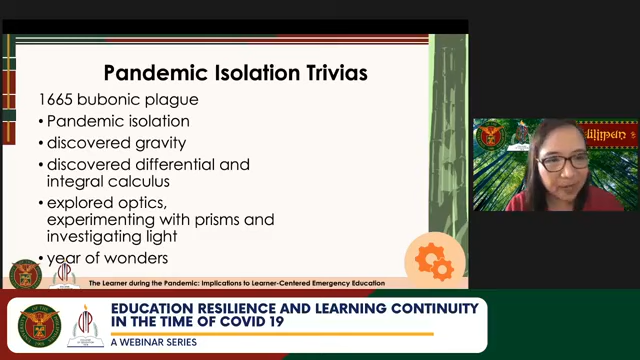 Pandemic Isolation Trivias
1665 bubonic plague
• Pandemic isolation
• discovered gravity
• discovered differential and
integral calculus
• explored optics,
experimenting with prisms and
investigating light
• year of wonders
The Learner during the Pandemic: Implications to Learner-Centered Emergency Education
EDUCATION RESILIENCE AND LEARNING CONTINUITY
IN THE TIME OF COVID 19
A WEBINAR SERIES